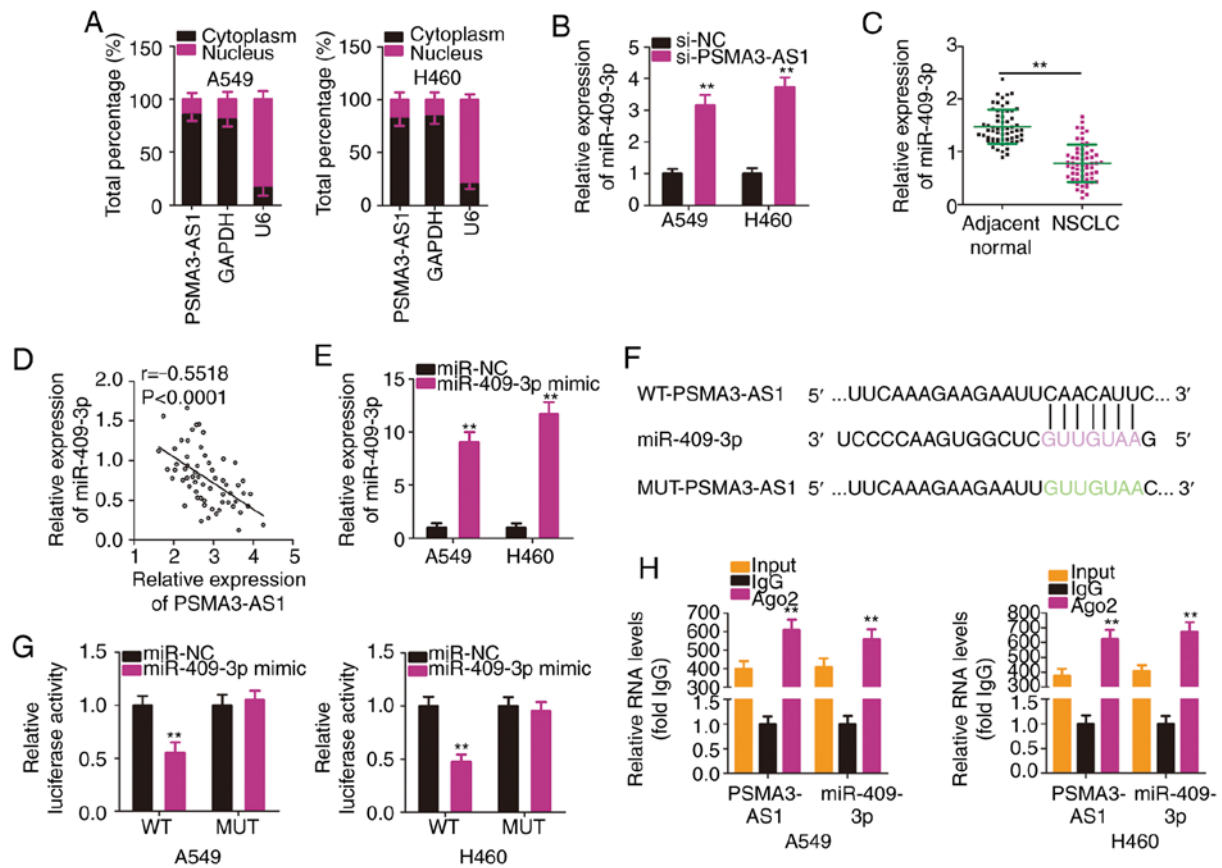 A
Total percentage (%)
Cytoplasm
Nucleus
A549
150
100
50
0
PSMA3-AS1
GAPDH
U6
Total percentage (%)
Cytoplasm
Nucleus
H460
150
100
50
0
PSMA3-AS1
GAPDH
U6
B
Relative expression
of miR-409-3p
si-NC
si-PSMA3-AS1
5
4
3
2
1
0
**
**
A549
H460
C
Relative expression
of miR-409-3p
3
2
1
0
**
Adjacent
normal
NSCLC
D
r=-0.5518
P<0.0001
Relative expression
of miR-409-3p
2.0
1.5
1.0
0.5
0.0
1 2 3 4 5
Relative expression
of PSMA3-AS1
E
Relative expression
of miR-409-3p
miR-NC
miR-409-3p mimic
15
10
5
0
**
**
A549
H460
F
WT-PSMA3-AS1 5′ ...UUCAAAGAAGAAUUCAACAUUC... 3′
miR-409-3p 3′ UCCCCAAGUGGCUCGUUGUAAG 5′
MUT-PSMA3-AS1 5′ ...UUCAAAGAAGAAUUGUUGUAAC... 3′
G
Relative
luciferase activity
miR-NC
miR-409-3p mimic
1.5
1.0
0.5
0.0
**
WT
MUT
A549
Relative
luciferase activity
miR-NC
miR-409-3p mimic
1.5
1.0
0.5
0.0
**
WT
MUT
H460
H
Relative RNA levels
(fold IgG)
Input
IgG
Ago2
700
600
500
400
300
1.5
1.0
0.5
0.0
**
**
PSMA3-
AS1
miR-409-
3p
A549
Relative RNA levels
(fold IgG)
Input
IgG
Ago2
800
700
600
500
400
300
1.5
1.0
0.5
0.0
**
**
PSMA3-
AS1
miR-409-
3p
H460